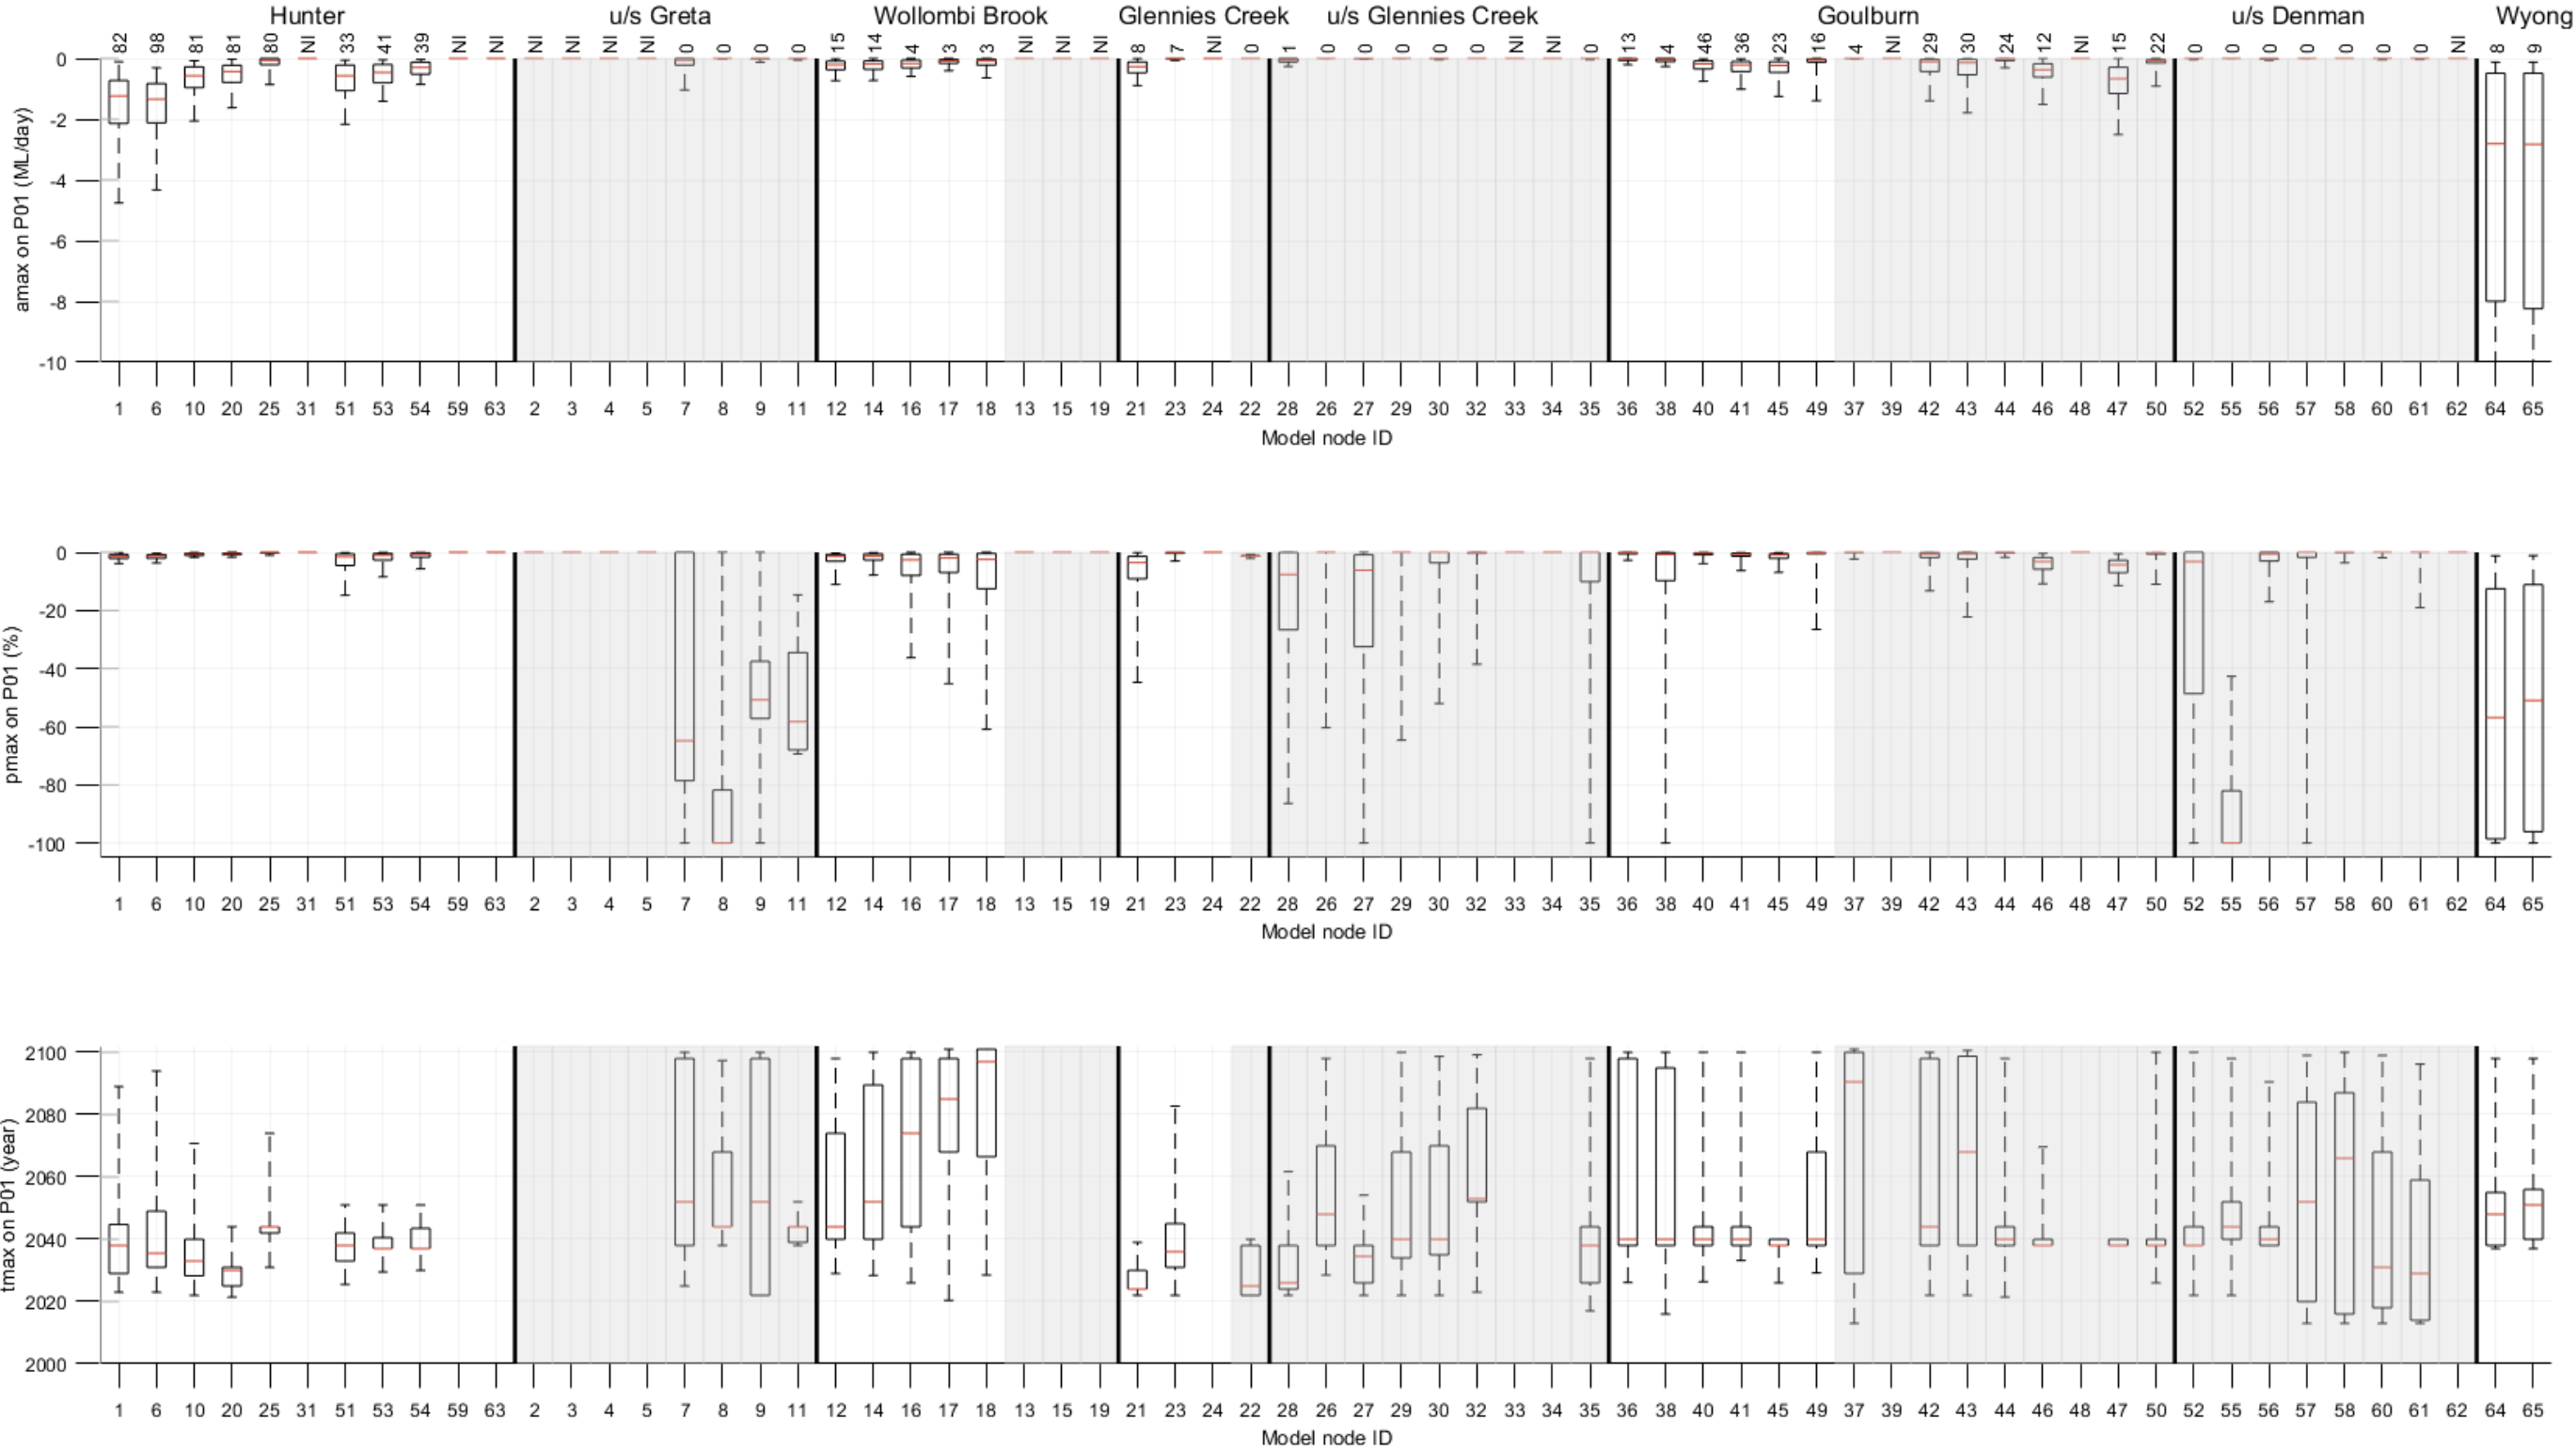 Hunter u/s Greta Wollombi Brook Glennies Creek u/s Glennies Creek Goulburn u/s Denman Wyong
82 98 81 81 80 NI 33 41 39 NI NI NI NI NI NI 0 0 0 0 15 14 4 3 3 NI NI NI 8 7 NI 0 1 0 0 0 0 0 NI NI 0 13 4 46 36 23 16 4 NI 29 30 24 12 NI 15 22 0 0 0 0 0 0 0 NI 8 9
amax on P01 (ML/day)
0
-2
-4
-6
-8
-10
1 6 10 20 25 31 51 53 54 59 63 2 3 4 5 7 8 9 11 12 14 16 17 18 13 15 19 21 23 24 22 28 26 27 29 30 32 33 34 35 36 38 40 41 45 49 37 39 42 43 44 46 48 47 50 52 55 56 57 58 60 61 62 64 65
Model node ID
pmax on P01 (%)
0
-20
-40
-60
-80
-100
1 6 10 20 25 31 51 53 54 59 63 2 3 4 5 7 8 9 11 12 14 16 17 18 13 15 19 21 23 24 22 28 26 27 29 30 32 33 34 35 36 38 40 41 45 49 37 39 42 43 44 46 48 47 50 52 55 56 57 58 60 61 62 64 65
Model node ID
tmax on P01 (year)
2100
2080
2060
2040
2020
2000
1 6 10 20 25 31 51 53 54 59 63 2 3 4 5 7 8 9 11 12 14 16 17 18 13 15 19 21 23 24 22 28 26 27 29 30 32 33 34 35 36 38 40 41 45 49 37 39 42 43 44 46 48 47 50 52 55 56 57 58 60 61 62 64 65
Model node ID